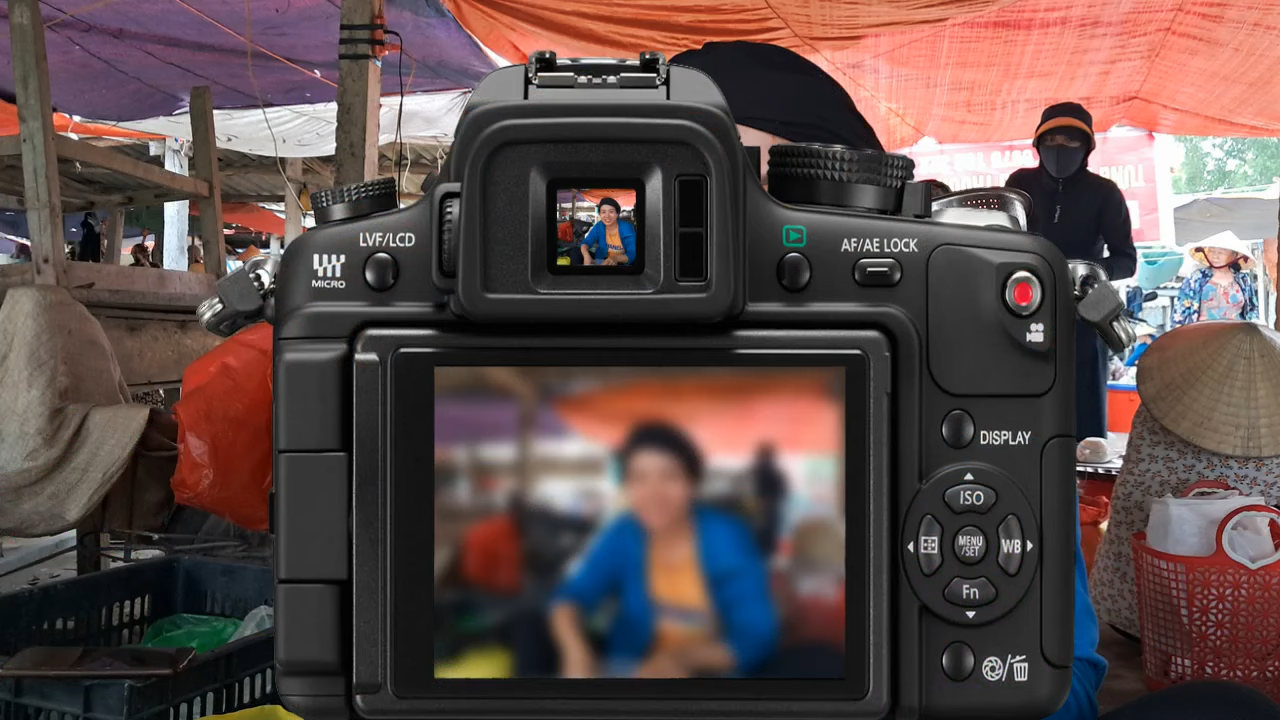 LVF/LCD
AF/AE LOCK
MICRO
DISPLAY
ISO
MENU
/SET
WB
Fn